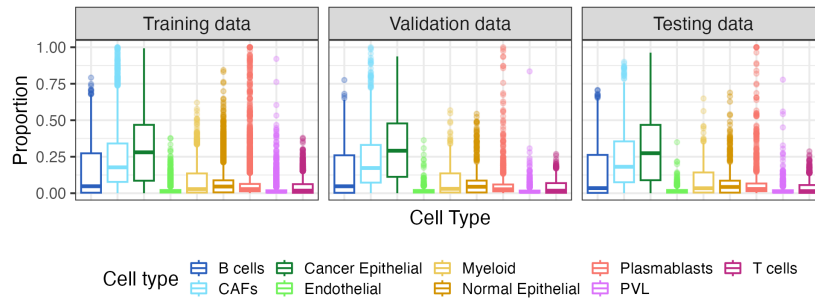 Training data Validation data Testing data
Proportion
1.00
0.75
0.50
0.25
0.00
Cell Type
Cell type B cells Cancer Epithelial Myeloid Plasmablasts T cells
CAFs Endothelial Normal Epithelial PVL